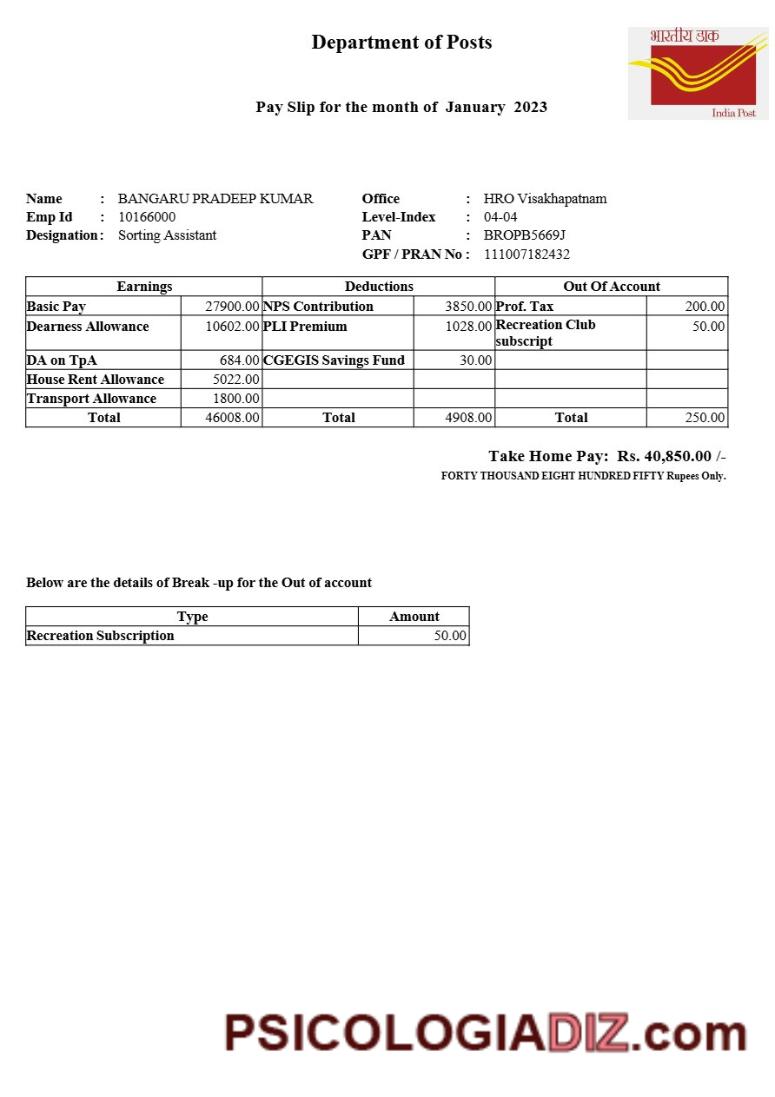 भारतीय डाक
Department of Posts
Pay Slip for the month of January 2023
India Post
Name : BANGARU PRADEEP KUMAR Office : HRO Visakhapatnam
Emp Id : 10166000 Level-Index : 04-04
Designation : Sorting Assistant PAN : BROPB5669J
GPF / PRAN No : 111007182432
Earnings Deductions Out Of Account
Basic Pay 27900.00 NPS Contribution 3850.00 Prof. Tax 200.00
Dearness Allowance 10602.00 PLI Premium 1028.00 Recreation Club 50.00
subscript
DA on TpA 684.00 CGEGIS Savings Fund 30.00
House Rent Allowance 5022.00
Transport Allowance 1800.00
Total 46008.00 Total 4908.00 Total 250.00
Take Home Pay: Rs. 40,850.00 /-
FORTY THOUSAND EIGHT HUNDRED FIFTY Rupees Only.
Below are the details of Break -up for the Out of account
Type Amount
Recreation Subscription 50.00
PSICOLOGIADIZ.com